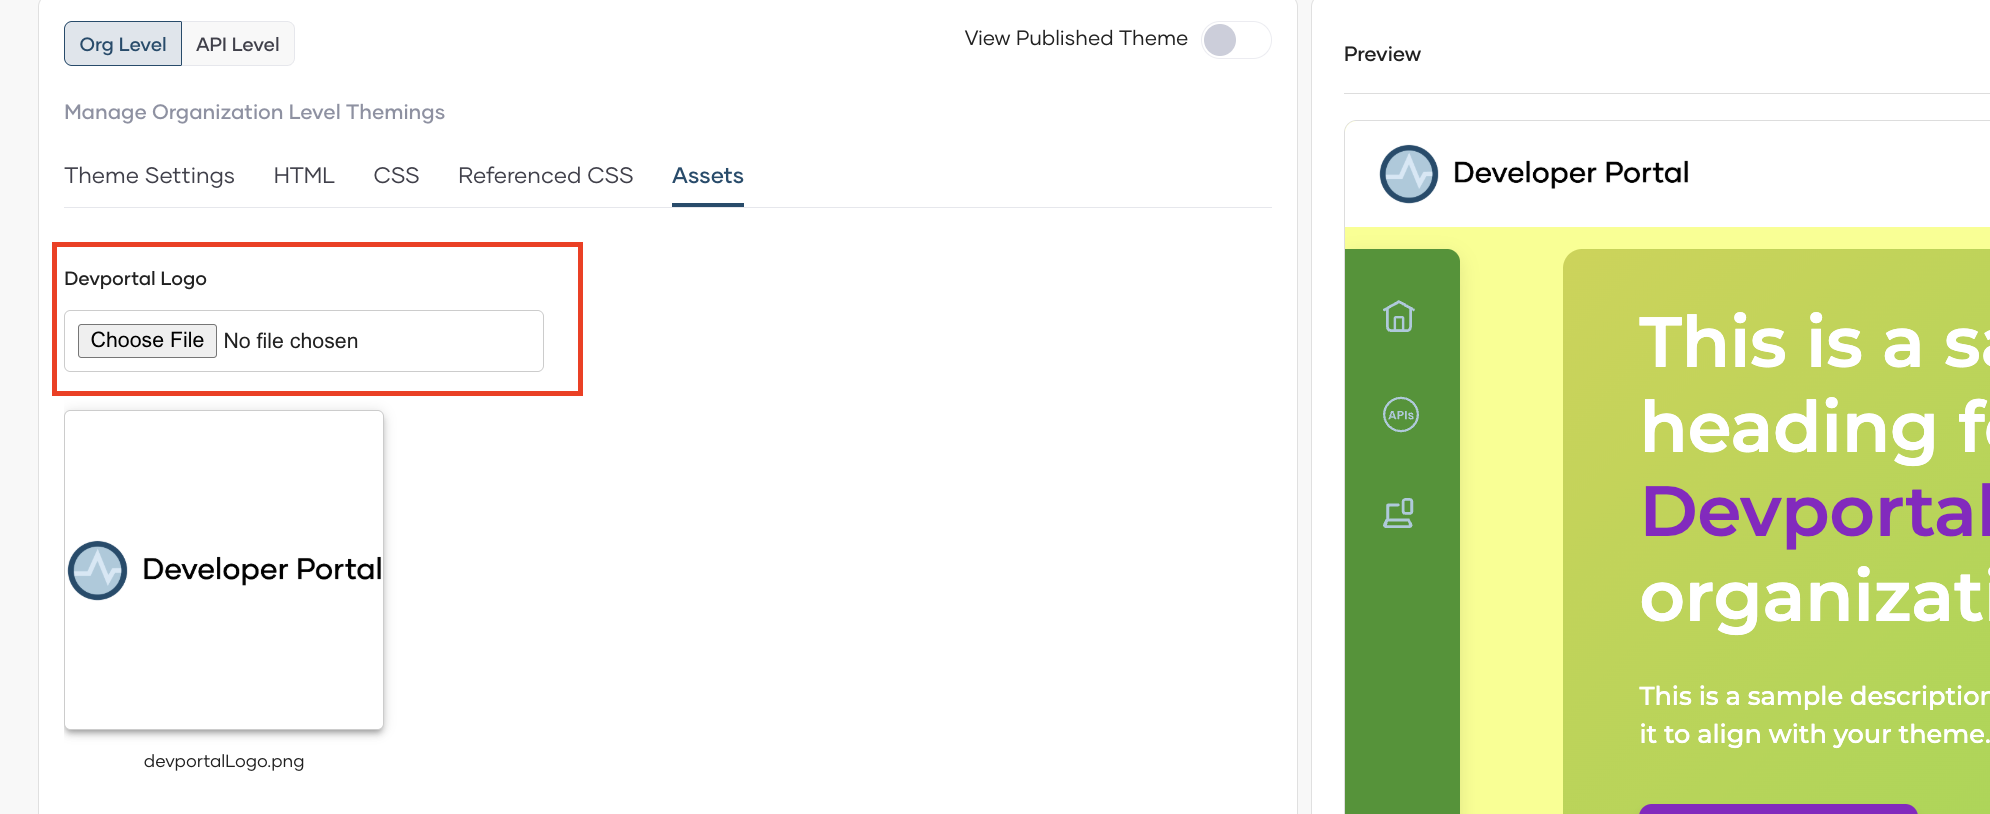 Org Level
API Level
View Published Theme
Manage Organization Level Themings
Theme Settings
HTML
CSS
Referenced CSS
Assets
Devportal Logo
Choose File No file chosen
Developer Portal
devportalLogo.png
Preview
Developer Portal
APIs
This is a sa
heading f
Devportal
organizati
This is a sample description
it to align with your theme.